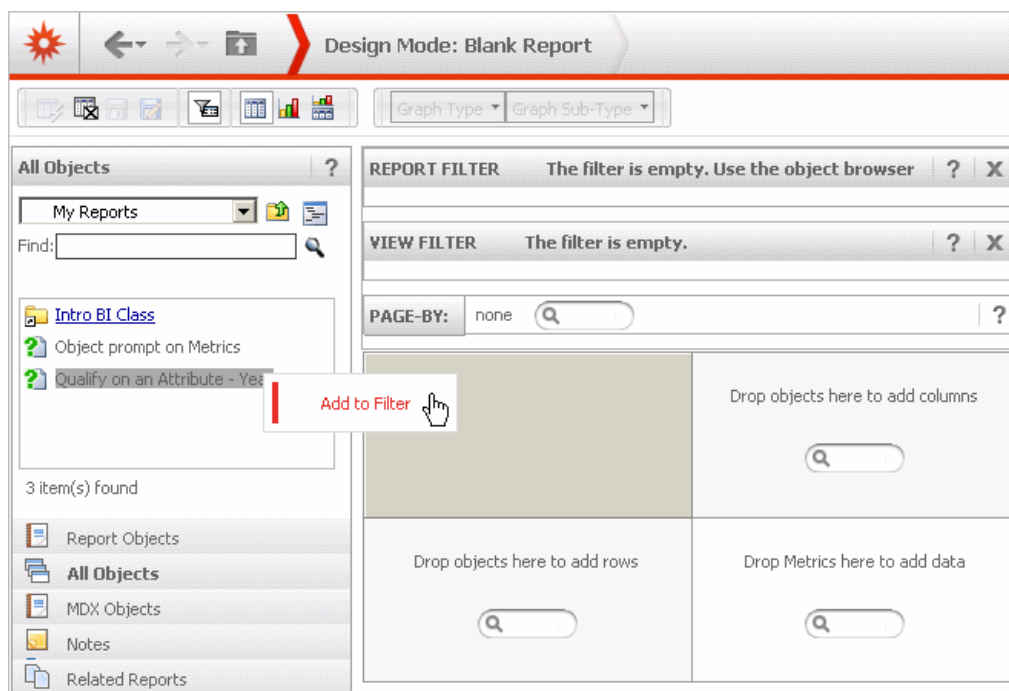 Design Mode: Blank Report
Graph Type Graph Sub-Type
All Objects ?
My Reports
Find:
Intro BI Class
Object prompt on Metrics
Qualify on an Attribute - Yea
Add to Filter
3 item(s) found
Report Objects
All Objects
MDX Objects
Notes
Related Reports
REPORT FILTER The filter is empty. Use the object browser ? X
VIEW FILTER The filter is empty. ? X
PAGE-BY: none ?
Drop objects here to add columns
Drop objects here to add rows
Drop Metrics here to add data